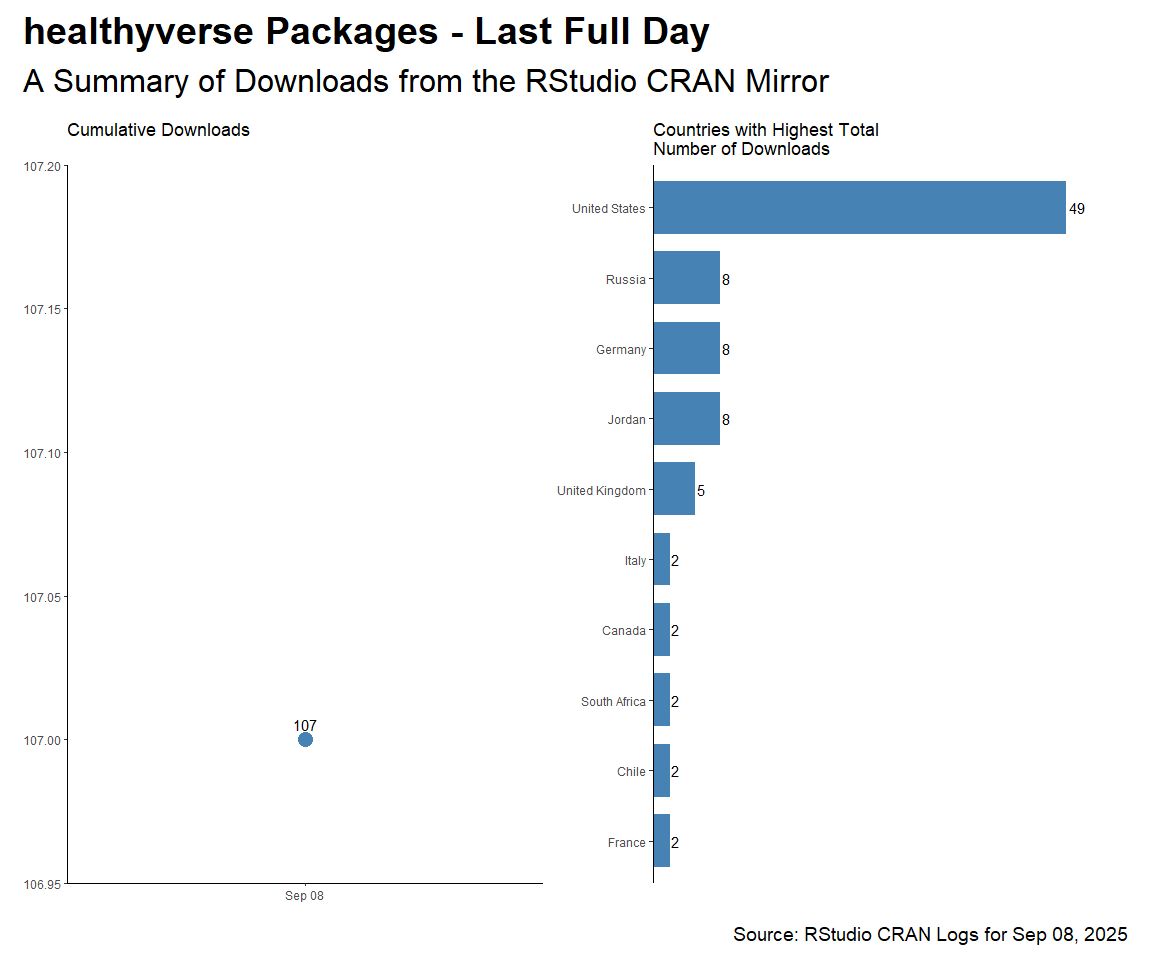 healthyverse Packages - Last Full Day
A Summary of Downloads from the RStudio CRAN Mirror
Cumulative Downloads
107.20
107.15
107.10
107.05
107.00
106.95
107
Sep 08
Countries with Highest Total
Number of Downloads
United States 49
Russia 8
Germany 8
Jordan 8
United Kingdom 5
Italy 2
Canada 2
South Africa 2
Chile 2
France 2
Source: RStudio CRAN Logs for Sep 08, 2025